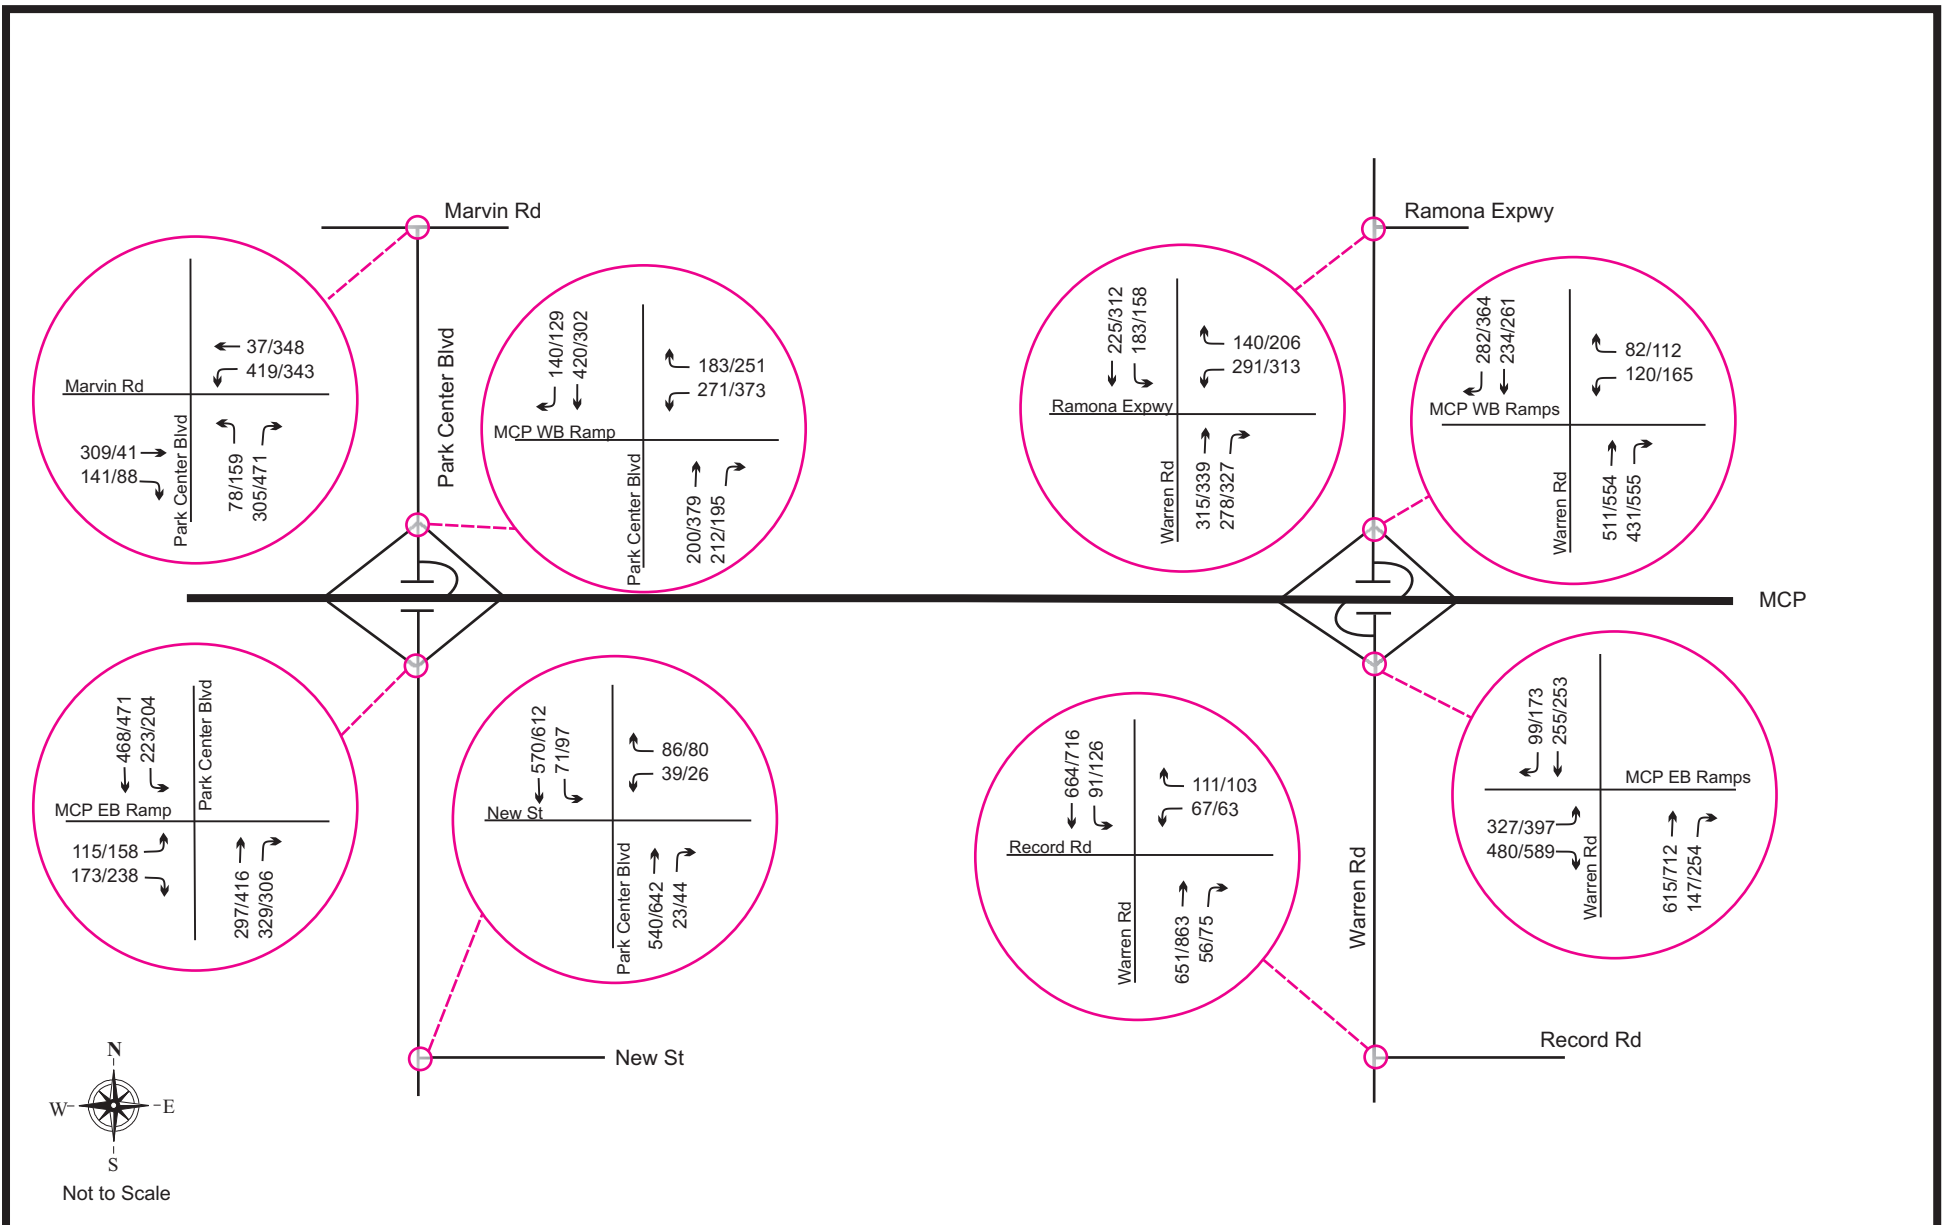 Marvin Rd
Ramona Expwy
Park Center Blvd
MCP
Warren Rd
New St
Record Rd
37/348
419/343
Marvin Rd
309/41
141/88
Park Center Blvd
78/159
305/471
140/129
420/302
183/251
271/373
MCP WB Ramp
Park Center Blvd
200/379
212/195
225/312
183/158
140/206
291/313
Ramona Expwy
Warren Rd
315/339
278/327
282/364
234/261
82/112
120/165
MCP WB Ramps
Warren Rd
511/554
431/555
468/471
223/204
Park Center Blvd
MCP EB Ramp
115/158
173/238
297/416
329/306
570/612
71/97
86/80
39/26
New St
Park Center Blvd
540/642
23/44
664/716
91/126
111/103
67/63
Record Rd
Warren Rd
651/863
56/75
99/173
255/253
MCP EB Ramps
327/397
480/589
Warren Rd
615/712
147/254
N
W
E
S
Not to Scale